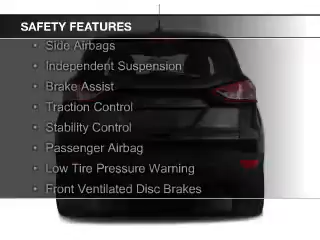 SAFETY FEATURES
• Side Airbags
• Independent Suspension
• Brake Assist
• Traction Control
• Stability Control
• Passenger Airbag
• Low Tire Pressure Warning
• Front Ventilated Disc Brakes